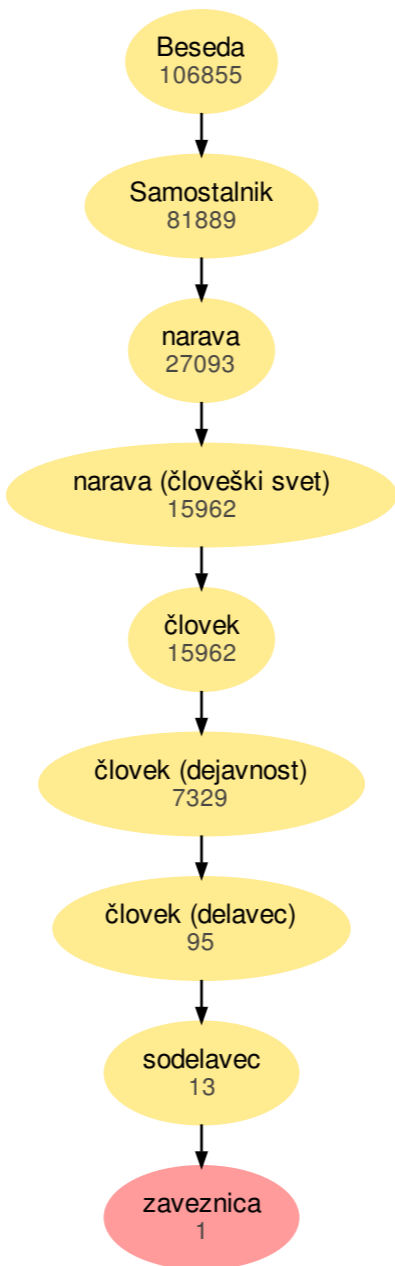 Beseda
106855
Samostalnik
81889
narava
27093
narava (človeški svet)
15962
človek
15962
človek (dejavnost)
7329
človek (delavec)
95
sodelavec
13
zaveznica
1